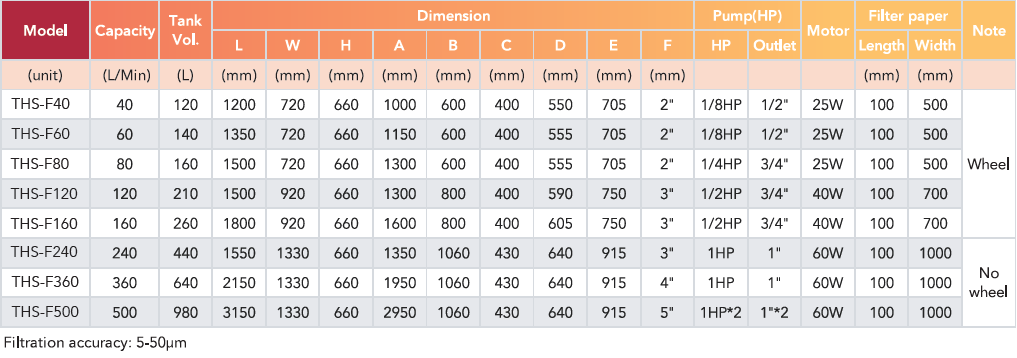 Model Capacity Tank Vol. Dimension Pump(HP) Motor Filter paper Note
L W H A B C D E F HP Outlet Length Width
(unit) (L/Min) (L) (mm) (mm) (mm) (mm) (mm) (mm) (mm) (mm) (mm) (mm) (mm)
THS-F40 40 120 1200 720 660 1000 600 400 550 705 2" 1/8HP 1/2" 25W 100 500
THS-F60 60 140 1350 720 660 1150 600 400 555 705 2" 1/8HP 1/2" 25W 100 500
THS-F80 80 160 1500 720 660 1300 600 400 555 705 2" 1/4HP 3/4" 25W 100 500 Wheel
THS-F120 120 210 1500 920 660 1300 800 400 590 750 3" 1/2HP 3/4" 40W 100 700
THS-F160 160 260 1800 920 660 1600 800 400 605 750 3" 1/2HP 3/4" 40W 100 700
THS-F240 240 440 1550 1330 660 1350 1060 430 640 915 3" 1HP 1" 60W 100 1000
THS-F360 360 640 2150 1330 660 1950 1060 430 640 915 4" 1HP 1" 60W 100 1000 No wheel
THS-F500 500 980 3150 1330 660 2950 1060 430 640 915 5" 1HP*2 1"*2 60W 100 1000
Filtration accuracy: 5-50μm